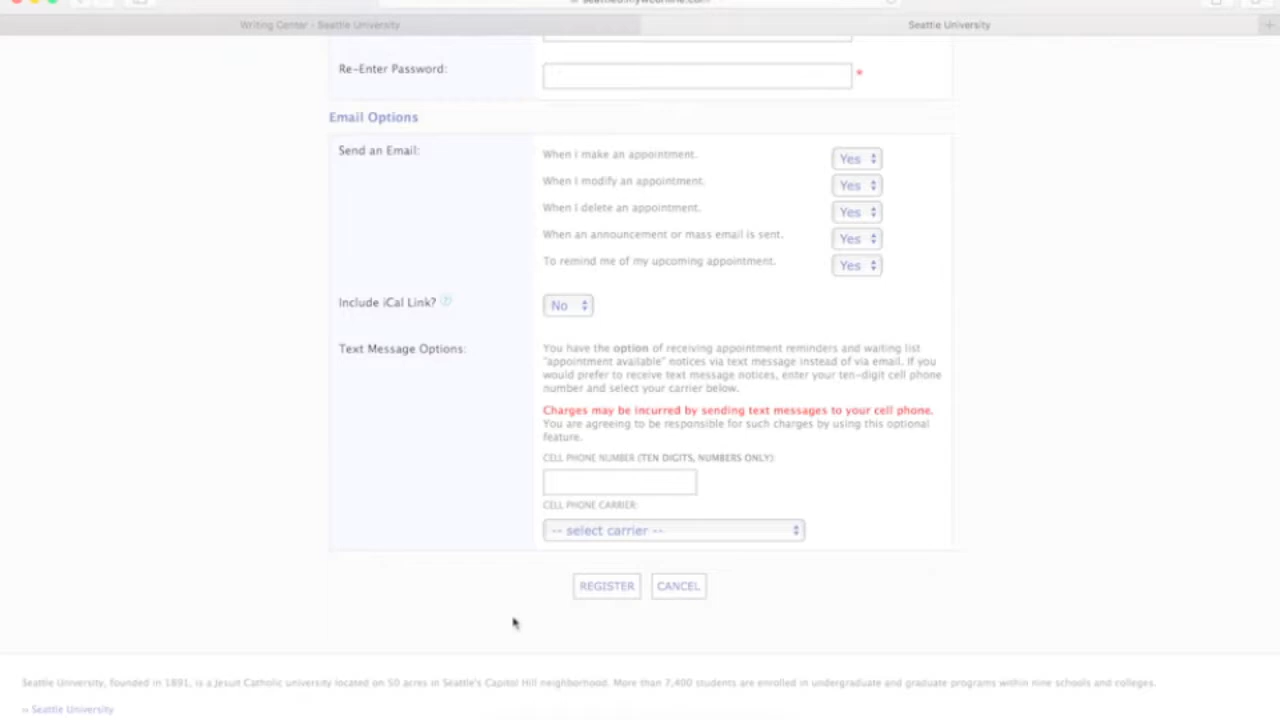 Writing Center - Seattle University
Seattle University
Re-Enter Password:
*
Email Options
Send an Email:
When I make an appointment.
Yes
When I modify an appointment.
Yes
When I delete an appointment.
Yes
When an announcement or mass email is sent.
Yes
To remind me of my upcoming appointment.
Yes
Include iCal Link?
No
Text Message Options:
You have the option of receiving appointment reminders and waiting list
"appointment available" notices via text message instead of via email. If you
would prefer to receive text message notices, enter your ten-digit cell phone
number and select your carrier below.
Charges may be incurred by sending text messages to your cell phone.
You are agreeing to be responsible for such charges by using this optional
feature.
CELL PHONE NUMBER (TEN DIGITS, NUMBERS ONLY)
CELL PHONE CARRIER:
-- select carrier --
REGISTER
CANCEL
Seattle University, founded in 1891, is a Jesuit Catholic university located on 50 acres in Seattle's Capitol Hill neighborhood. More than 7,400 students are enrolled in undergraduate and graduate programs within nine schools and colleges.
›› Seattle University